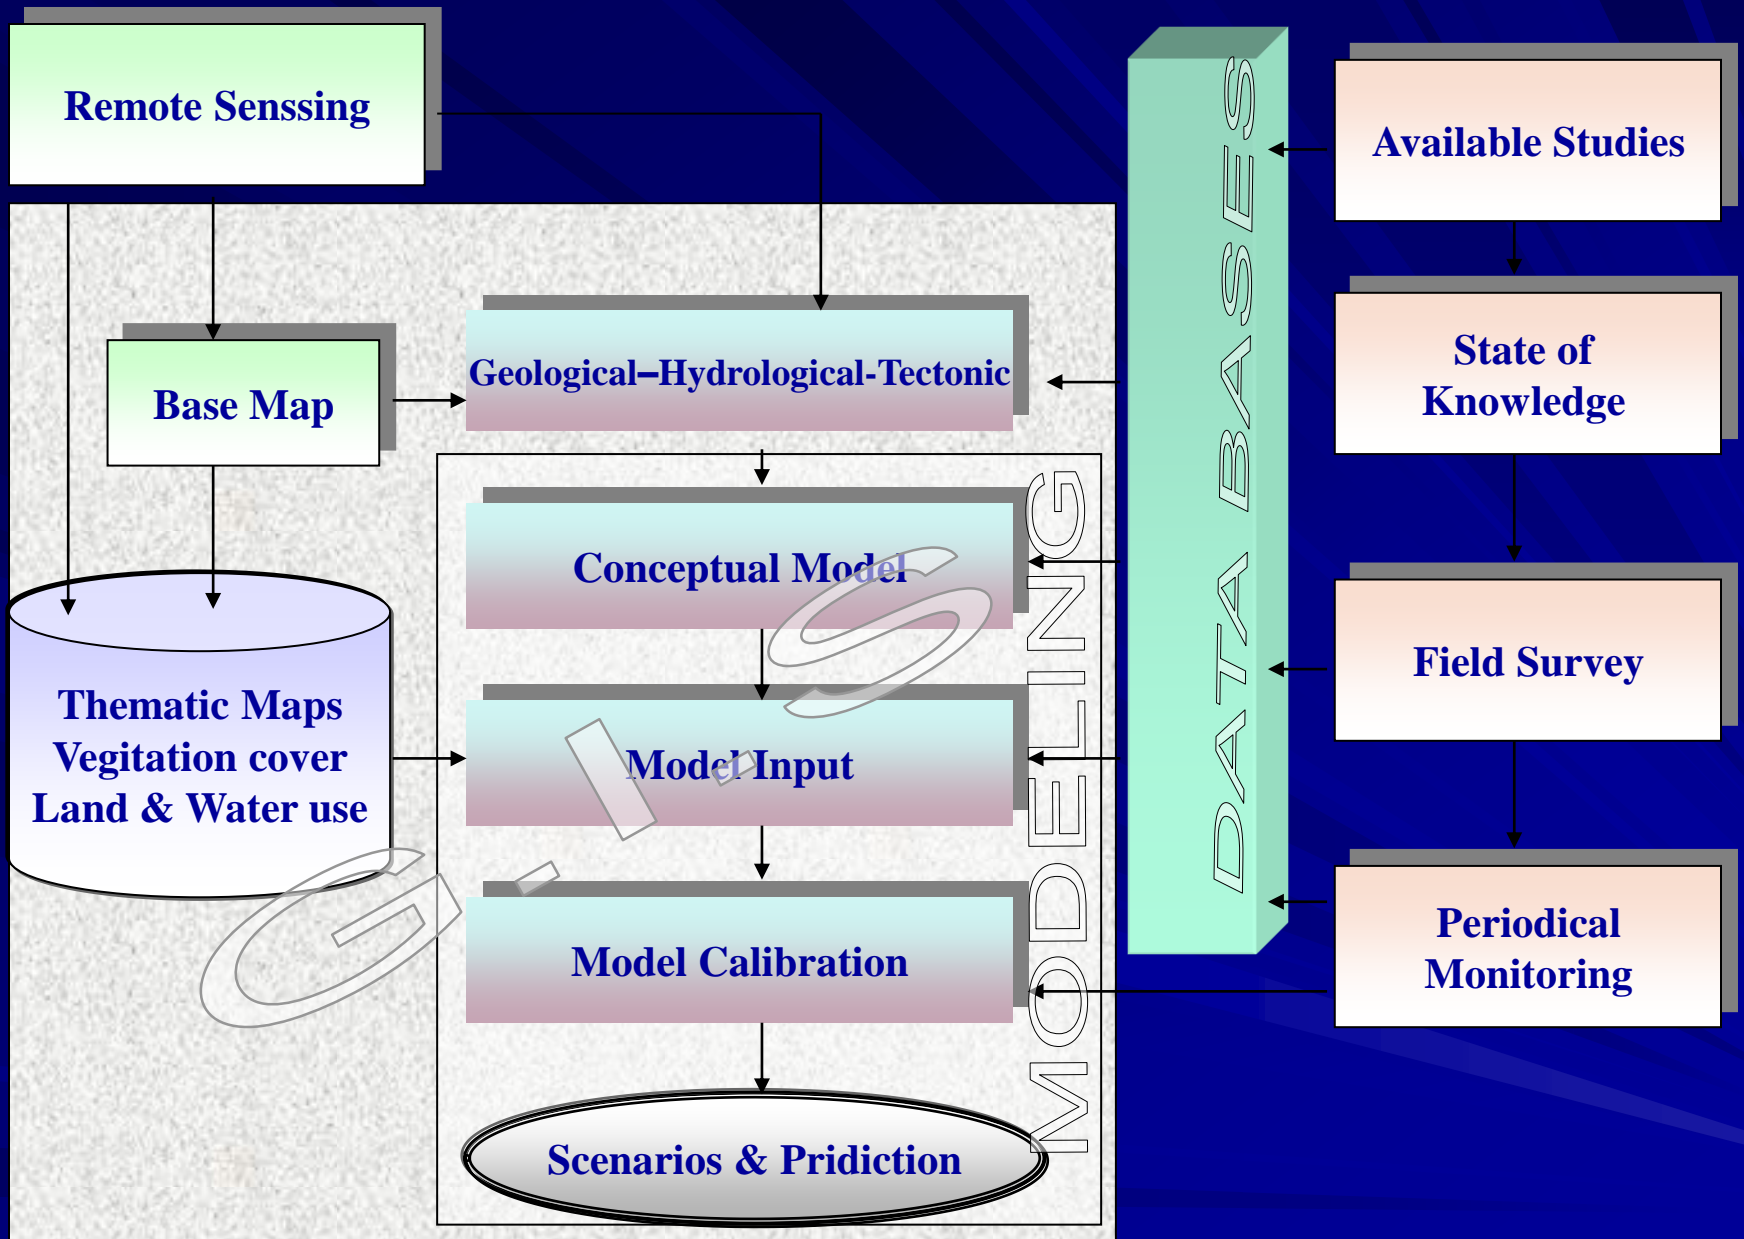 Remote Senssing
Available Studies
State of
Knowledge
Geological–Hydrological-Tectonic
Base Map
Conceptual Model
Field Survey
Thematic Maps
Vegitation cover
Land & Water use
Model Input
Model Calibration
Periodical
Monitoring
Scenarios & Pridiction
G-I-S
MODELING
DATA BASES